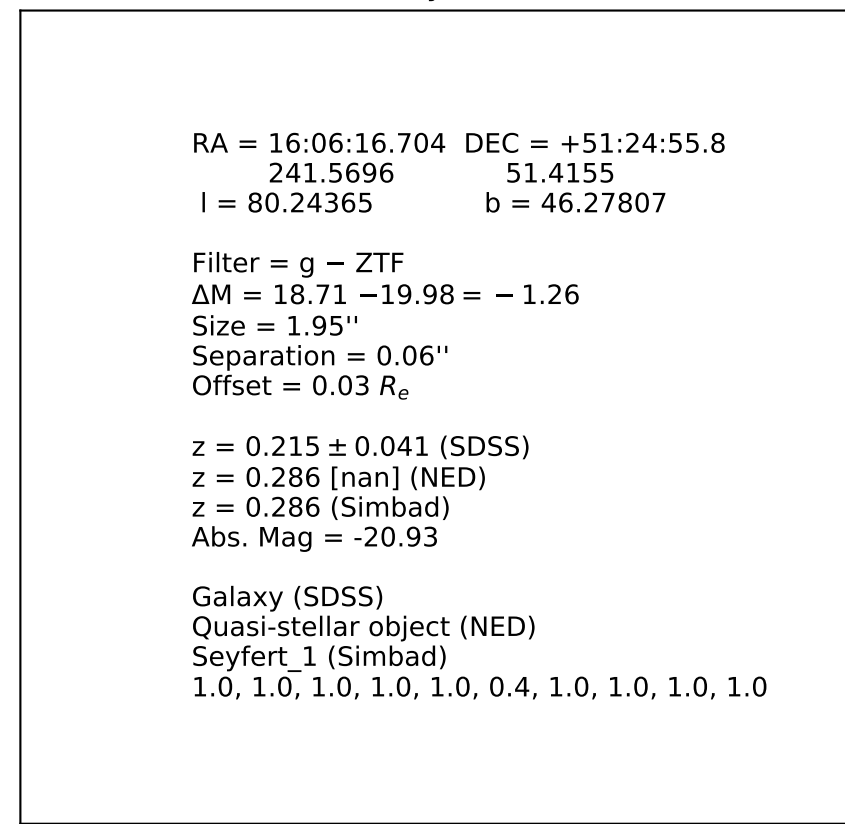 RA = 16:06:16.704 DEC = +51:24:55.8
241.5696 51.4155
l = 80.24365 b = 46.27807
Filter = g − ZTF
ΔM = 18.71 −19.98 = − 1.26
Size = 1.95''
Separation = 0.06''
Offset = 0.03 Rₑ
z = 0.215 ± 0.041 (SDSS)
z = 0.286 [nan] (NED)
z = 0.286 (Simbad)
Abs. Mag = -20.93
Galaxy (SDSS)
Quasi-stellar object (NED)
Seyfert_1 (Simbad)
1.0, 1.0, 1.0, 1.0, 1.0, 0.4, 1.0, 1.0, 1.0, 1.0